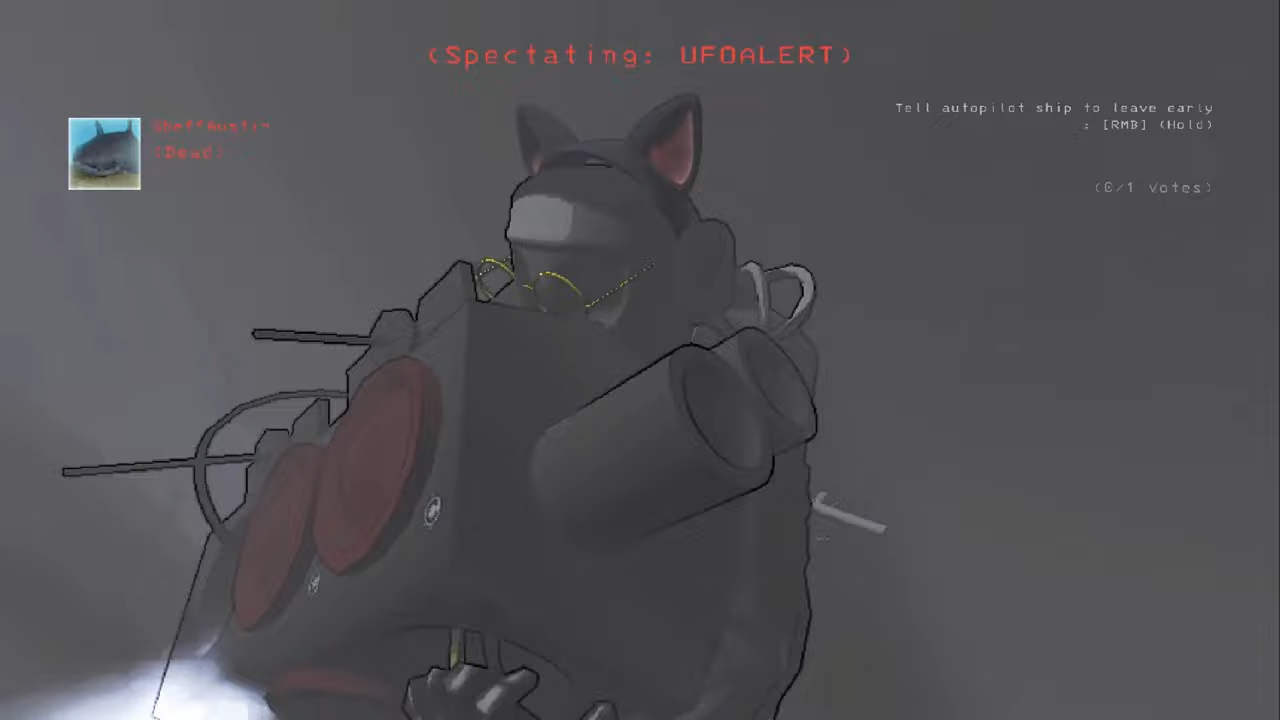 (Spectating: UFOALERT)
(Dead)
Tell autopilot ship to leave early
: [RMB] (Hold)
(0/1 Votes)